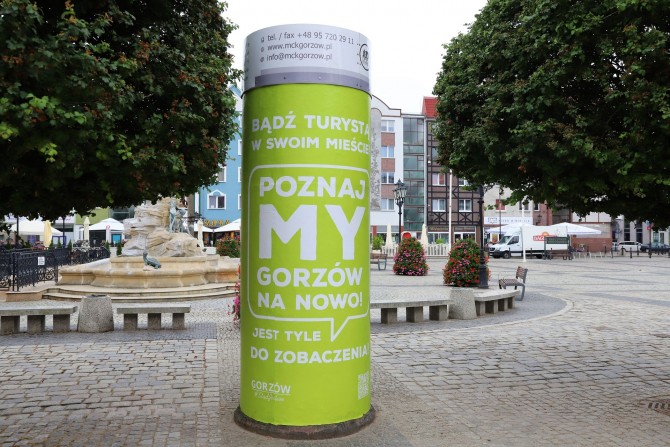 tel. / fax +48 95 720 29 11
www.mckgorzow.pl
info@mckgorzow.pl
BĄDŹ TURYSTĄ
W SWOIM MIEŚCIE
POZNAJ
MY
GORZÓW
NA NOWO!
JEST TYLE
DO ZOBACZENIA
GORZÓW